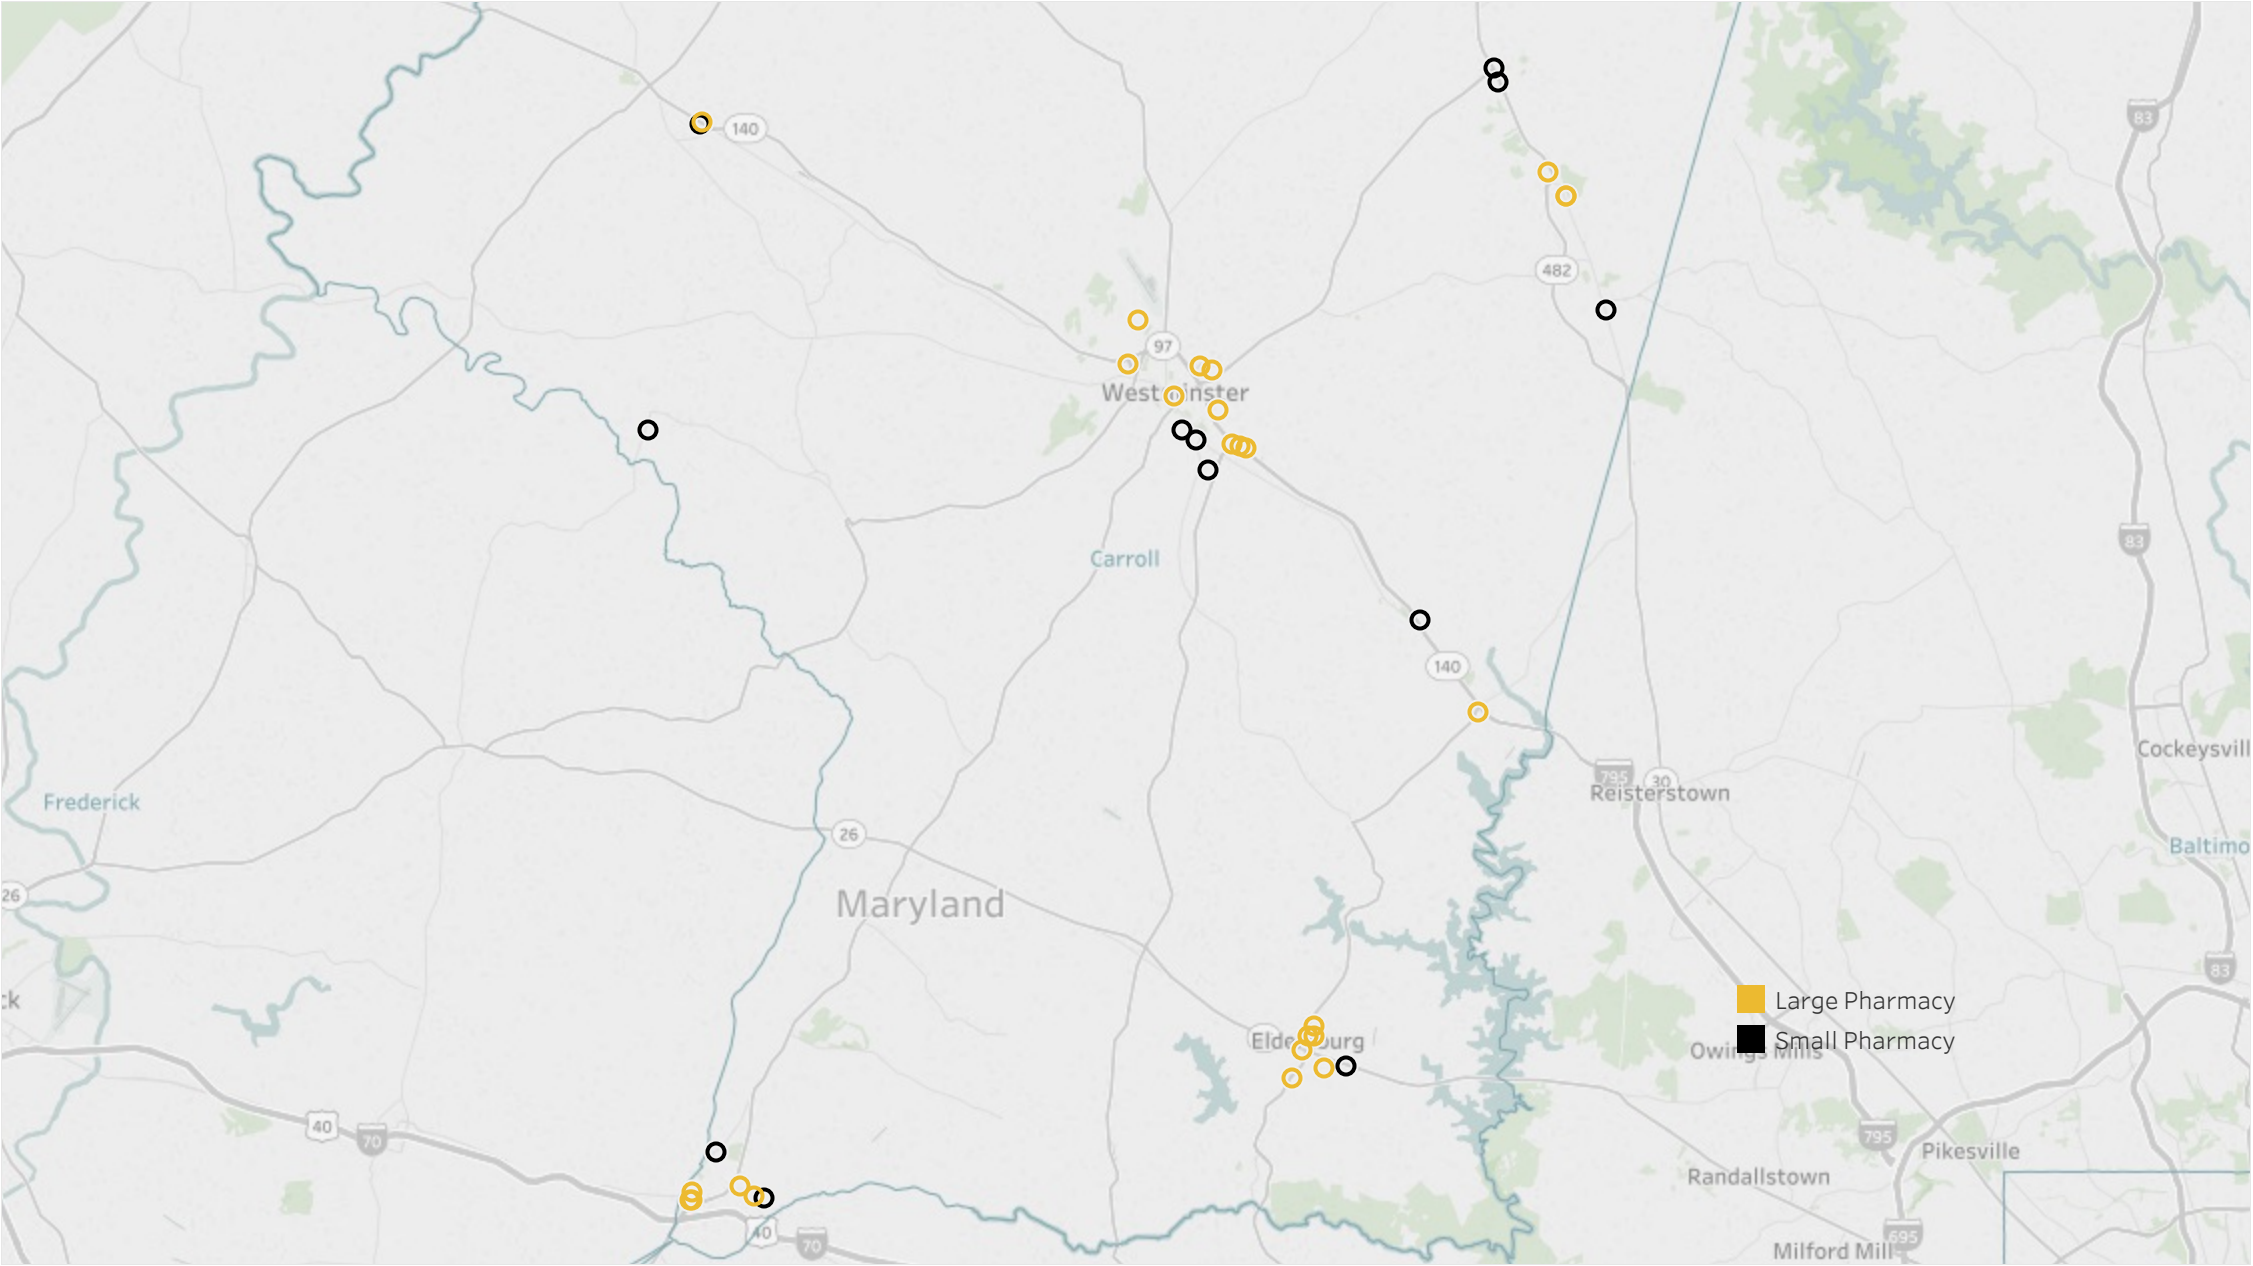 83
140
482
97
Westminster
83
Carroll
140
Cockeysvill
795
30
Reisterstown
Frederick
26
Baltimo
26
Maryland
83
ck
Large Pharmacy
Small Pharmacy
Eldersburg
Owings Mills
40
70
795
Pikesville
Randallstown
40
70
695
Milford Mill